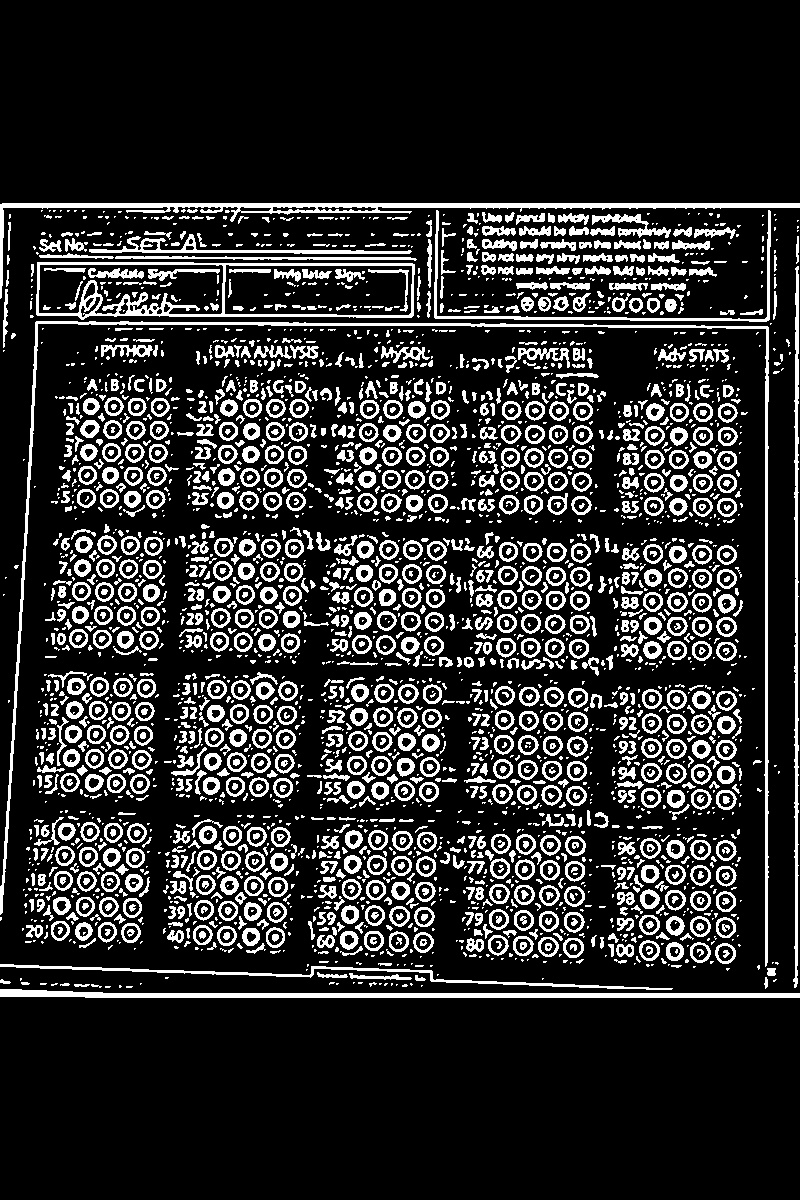 3. Use of pencil is strictly prohibited.
4. Circles should be darkened completely and properly.
5. Cutting and erasing on this sheet is not allowed.
6. Do not use any stray marks on the sheet.
7. Do not use marker or white fluid to hide the mark.
WRONG METHODS CORRECT METHOD
Set No: SET-A
Candidate Sign: Invigilator Sign:
PYTHON DATA ANALYSIS MySQL POWER BI Adv STATS
A B C D A B C D A B C D A B C D A B C D
1 21 41 61 81
2 22 42 62 82
3 23 43 63 83
4 24 44 64 84
5 25 45 65 85
6 26 46 66 86
7 27 47 67 87
8 28 48 68 88
9 29 49 69 89
10 30 50 70 90
11 31 51 71 91
12 32 52 72 92
13 33 53 73 93
14 34 54 74 94
15 35 55 75 95
16 36 56 76 96
17 37 57 77 97
18 38 58 78 98
19 39 59 79 99
20 40 60 80 100